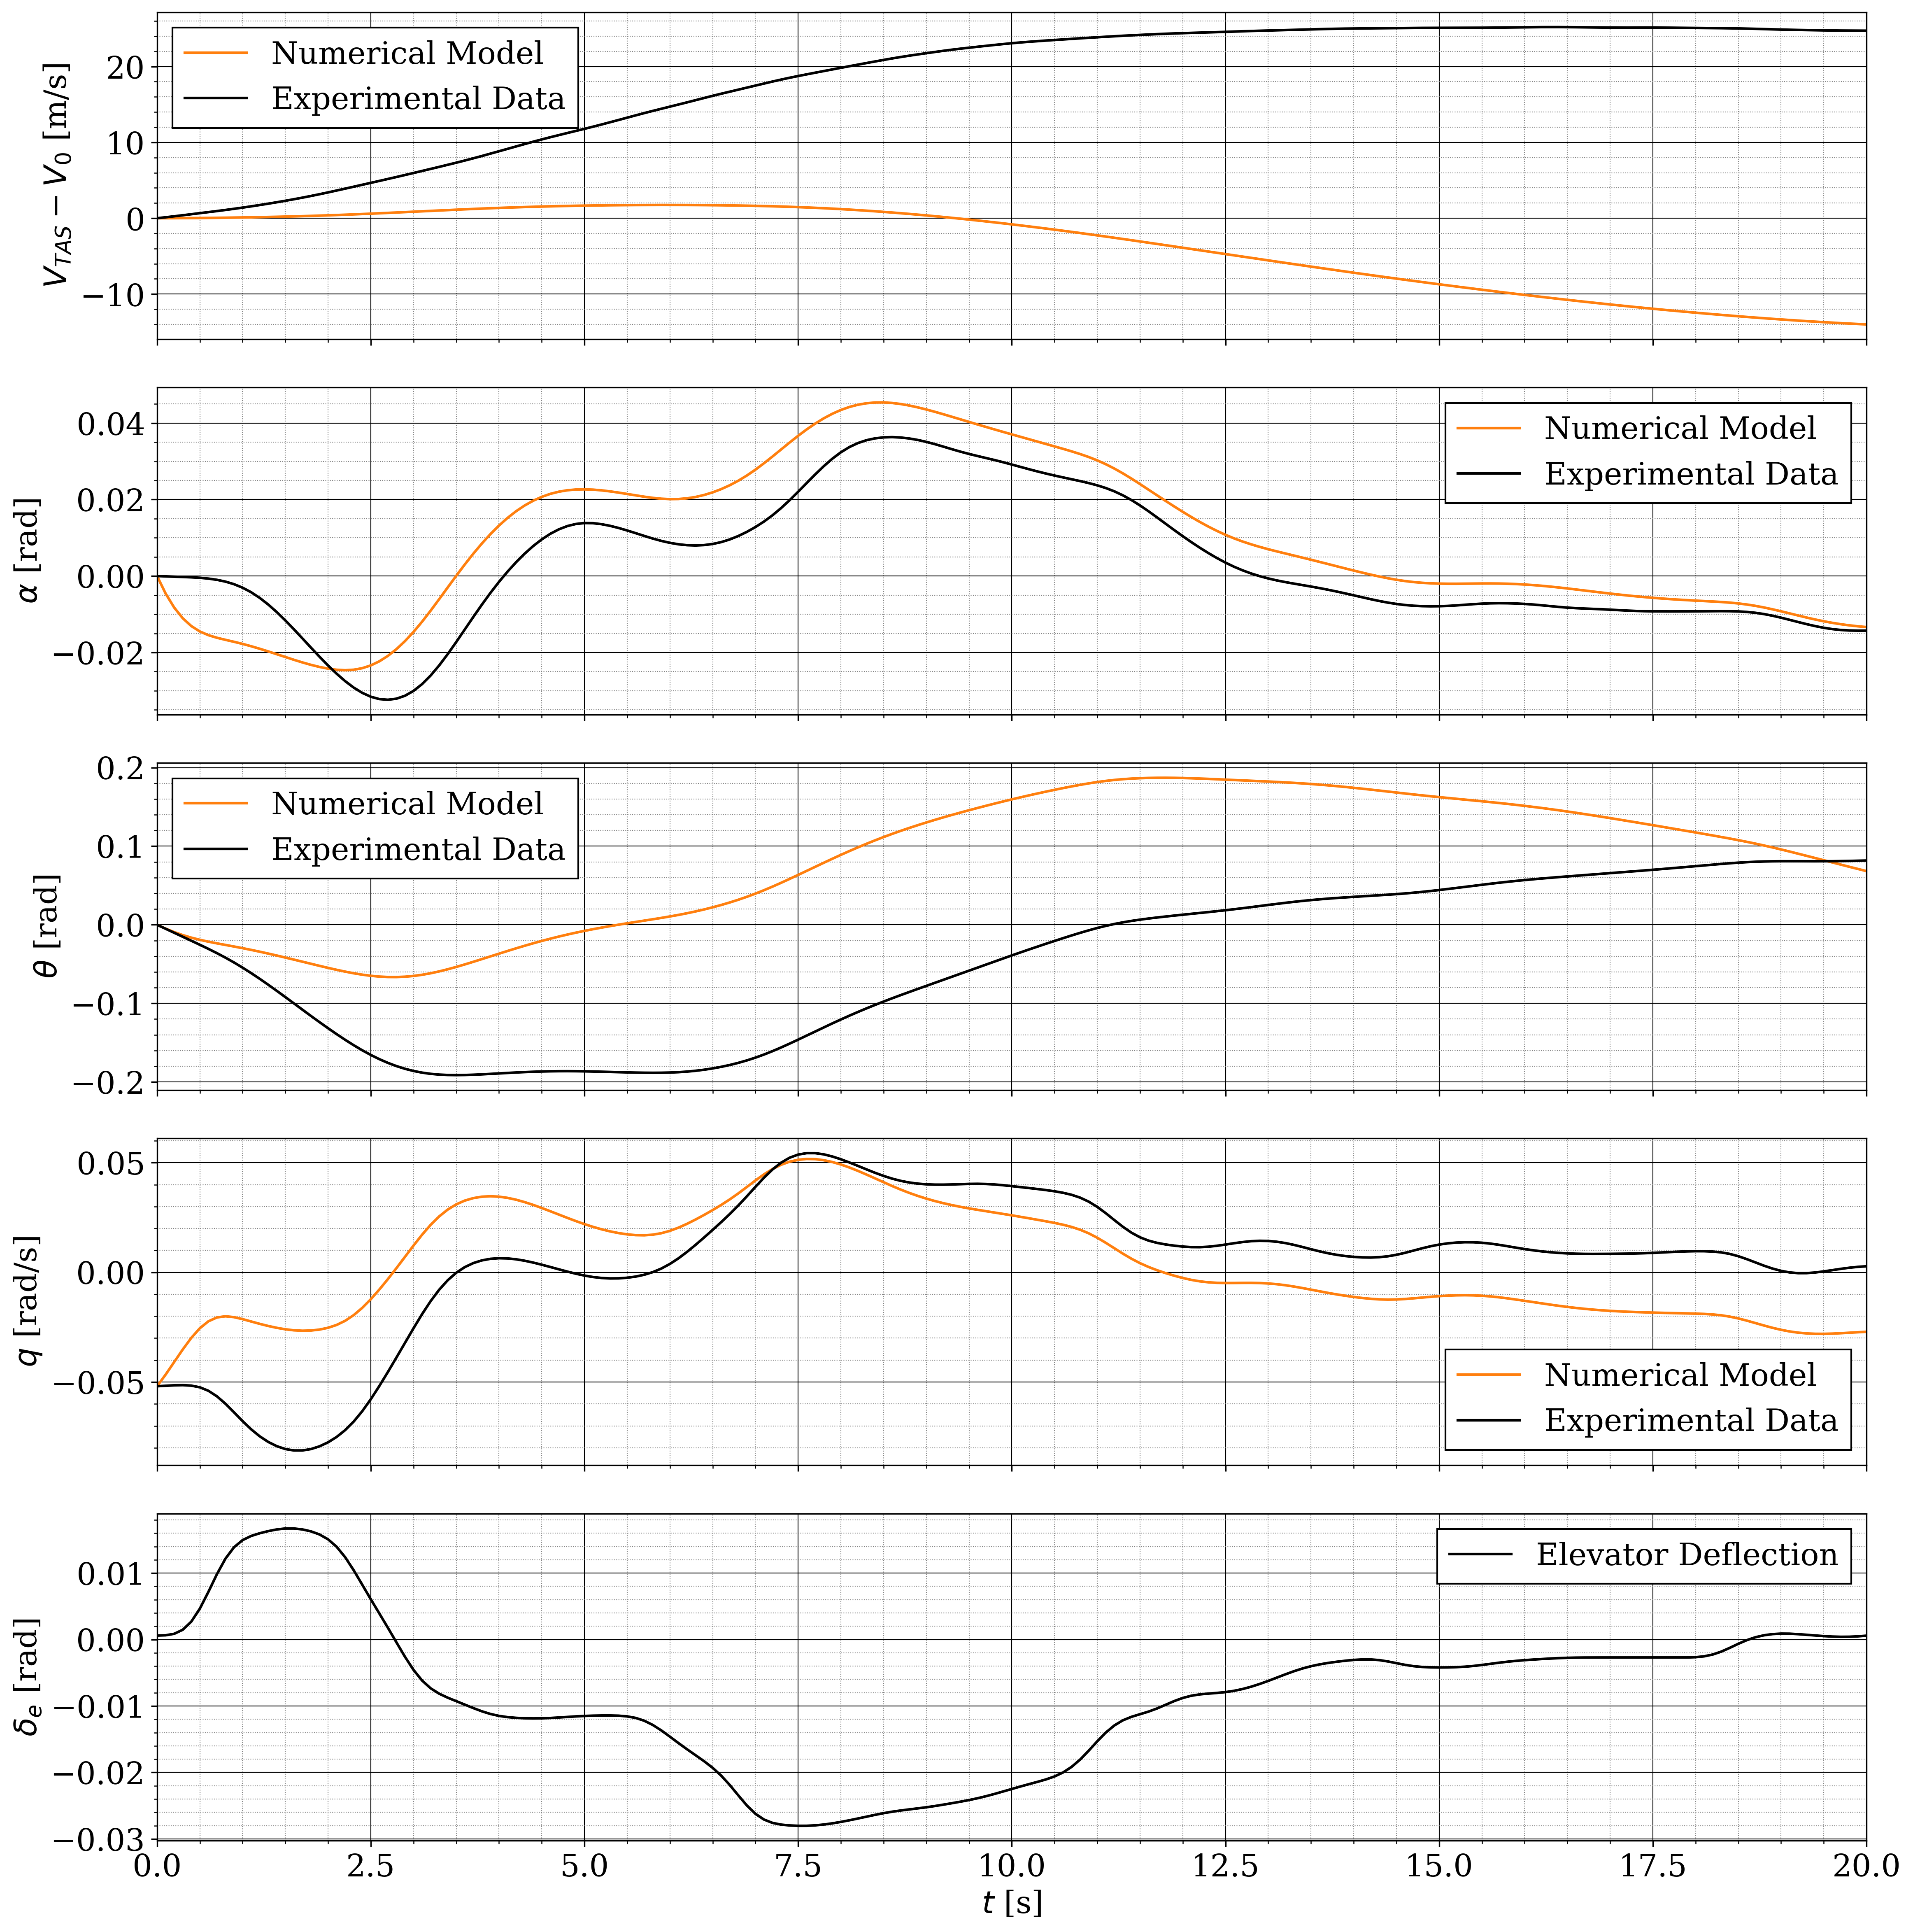 20
10
0
−10
V_TAS − V_0 [m/s]
Numerical Model
Experimental Data
0.04
0.02
0.00
−0.02
α [rad]
Numerical Model
Experimental Data
0.2
0.1
0.0
−0.1
−0.2
θ [rad]
Numerical Model
Experimental Data
0.05
0.00
−0.05
q [rad/s]
Numerical Model
Experimental Data
0.01
0.00
−0.01
−0.02
−0.03
δ_e [rad]
Elevator Deflection
0.0 2.5 5.0 7.5 10.0 12.5 15.0 17.5 20.0
t [s]